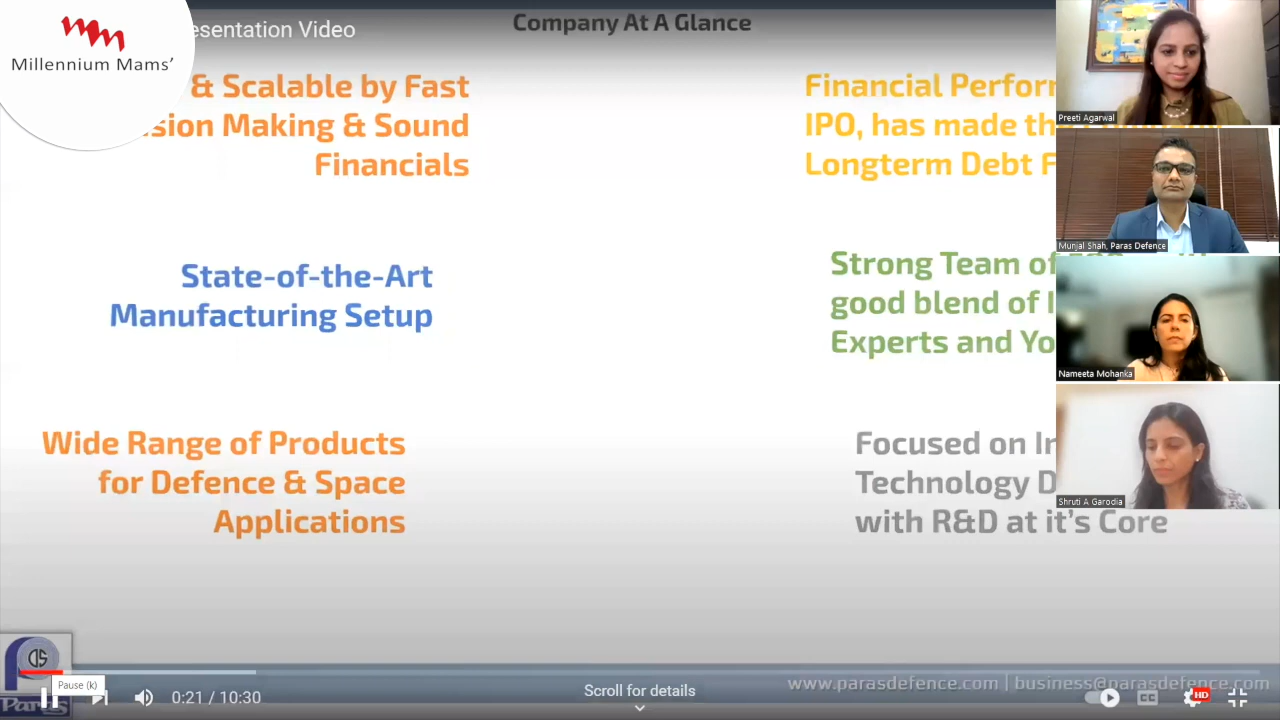 Millennium Mams'
esentation Video
Company At A Glance
& Scalable by Fast
sion Making & Sound
Financials
State-of-the-Art
Manufacturing Setup
Wide Range of Products
for Defence & Space
Applications
Financial Perfor
IPO, has made th
Longterm Debt F
Strong Team of
good blend of I
Experts and Yo
Focused on In
Technology D
with R&D at it's Core
Preeti Agarwal
Munjal Shah, Paras Defence
Nameeta Mohanka
Shruti A Garodia
Paras
Pause (k)
0:21 / 10:30
Scroll for details
www.parasdefence.com | business@parasdefence.com
CC
HD